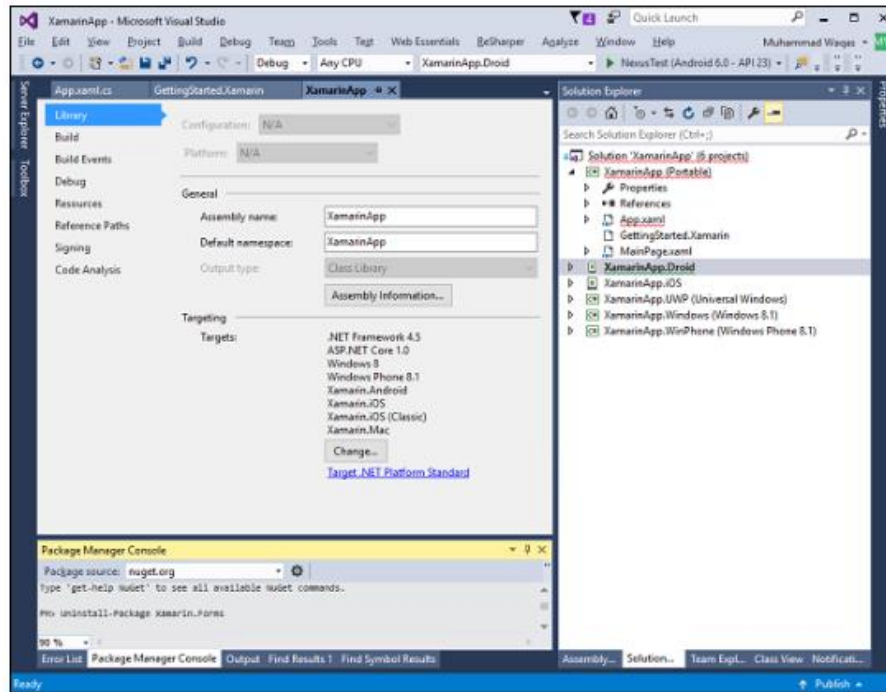 XamarinApp - Microsoft Visual Studio
4
Quick Launch
File Edit View Project Build Debug Team Tools Test Web Essentials ReSharper Analyze Window Help
Muhammad Waqas
Debug Any CPU XamarinApp.Droid NexusTest (Android 6.0 - API 23)
Server Explorer
Toolbox
App.xaml.cs GettingStarted.Xamarin XamarinApp
Library
Build
Build Events
Debug
Resources
Reference Paths
Signing
Code Analysis
Configuration: N/A
Platform: N/A
General
Assembly name: XamarinApp
Default namespace: XamarinApp
Output type: Class Library
Assembly Information...
Targeting
Targets:
.NET Framework 4.5
ASP.NET Core 1.0
Windows 8
Windows Phone 8.1
Xamarin.Android
Xamarin.iOS
Xamarin.iOS (Classic)
Xamarin.Mac
Change...
Target .NET Platform Standard
Package Manager Console
Package source: nuget.org
Type 'get-help NuGet' to see all available NuGet commands.
PM> Uninstall-Package Xamarin.Forms
90 %
Error List Package Manager Console Output Find Results 1 Find Symbol Results
Solution Explorer
Search Solution Explorer (Ctrl+;)
Solution 'XamarinApp' (6 projects)
XamarinApp (Portable)
Properties
References
App.xaml
GettingStarted.Xamarin
MainPage.xaml
XamarinApp.Droid
XamarinApp.iOS
XamarinApp.UWP (Universal Windows)
XamarinApp.Windows (Windows 8.1)
XamarinApp.WinPhone (Windows Phone 8.1)
Assembly... Solution... Team Expl... Class View Notificati...
Properties
Ready
Publish